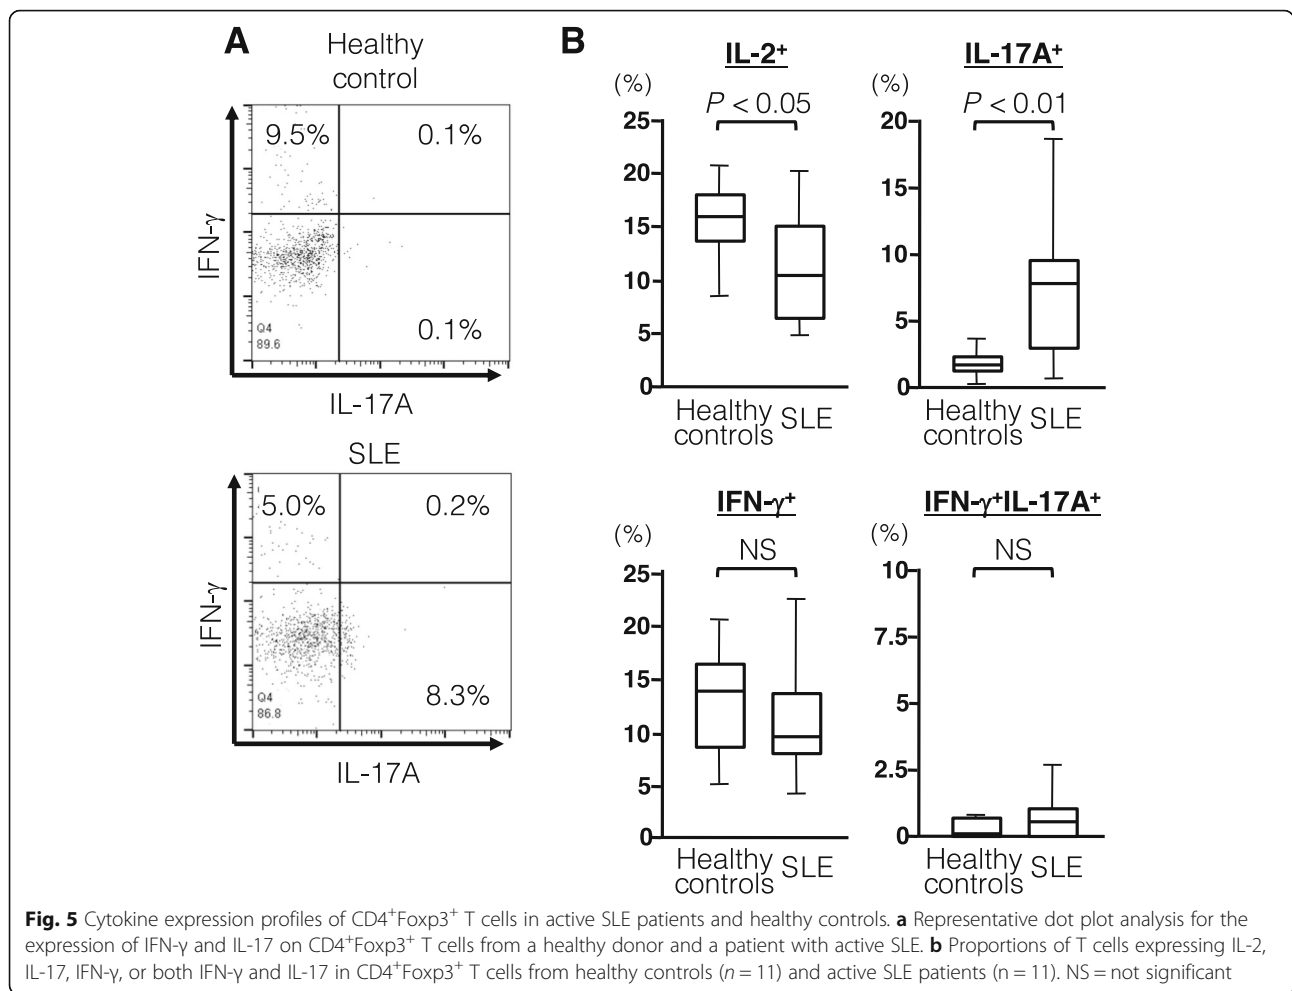 A
Healthy
control
9.5%
0.1%
IFN-γ
Q4
89.6
0.1%
IL-17A
SLE
5.0%
0.2%
IFN-γ
Q4
86.8
8.3%
IL-17A
B
IL-2⁺
(%)
P < 0.05
25
20
15
10
5
0
Healthy
controls
SLE
IL-17A⁺
(%)
P < 0.01
20
15
10
5
0
Healthy
controls
SLE
IFN-γ⁺
(%)
NS
25
20
15
10
5
0
Healthy
controls
SLE
IFN-γ⁺IL-17A⁺
(%)
NS
10
7.5
5
2.5
0
Healthy
controls
SLE
Fig. 5 Cytokine expression profiles of CD4⁺Foxp3⁺ T cells in active SLE patients and healthy controls. a Representative dot plot analysis for the
expression of IFN-γ and IL-17 on CD4⁺Foxp3⁺ T cells from a healthy donor and a patient with active SLE. b Proportions of T cells expressing IL-2,
IL-17, IFN-γ, or both IFN-γ and IL-17 in CD4⁺Foxp3⁺ T cells from healthy controls (n = 11) and active SLE patients (n = 11). NS = not significant